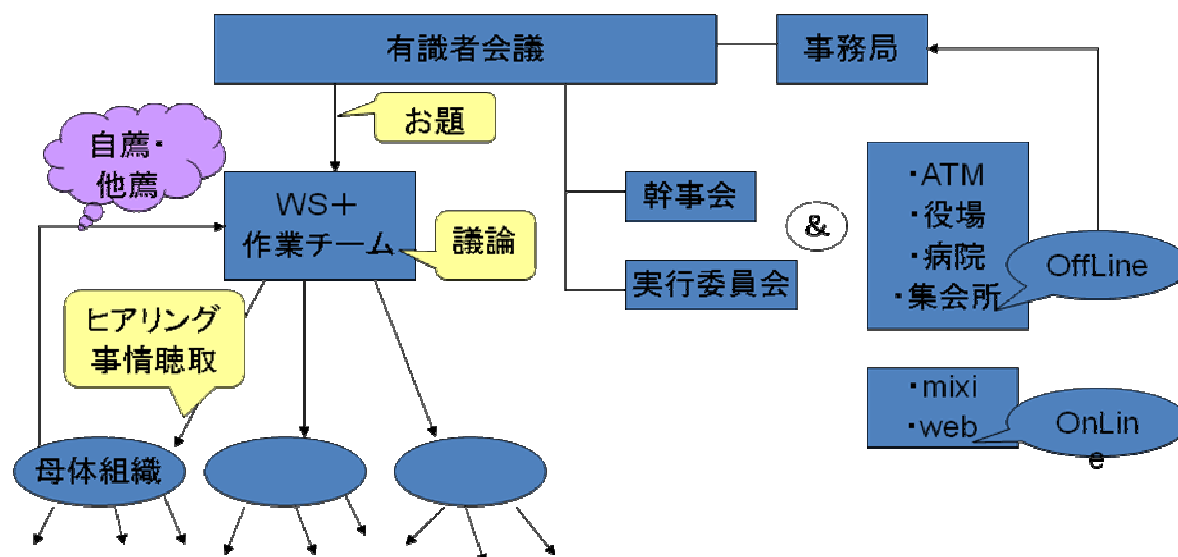 有識者会議
事務局
お題
自薦・
他薦
WS＋
作業チーム
議論
幹事会
&
実行委員会
・ATM
・役場
・病院
・集会所
OffLine
ヒアリング
事情聴取
・mixi
・web
OnLin
e
母体組織